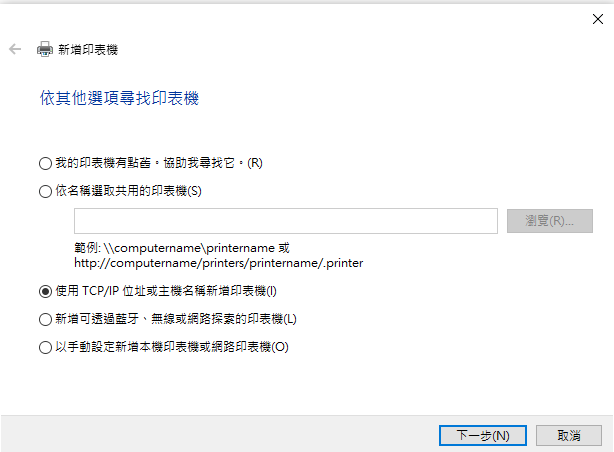 新增印表機
依其他選項尋找印表機
我的印表機有點舊。協助我尋找它。(R)
依名稱選取共用的印表機(S)
瀏覽(R)...
範例: \\computername\printername 或
http://computername/printers/printername/.printer
使用 TCP/IP 位址或主機名稱新增印表機(I)
新增可透過藍牙、無線或網路探索的印表機(L)
以手動設定新增本機印表機或網路印表機(O)
下一步(N)
取消